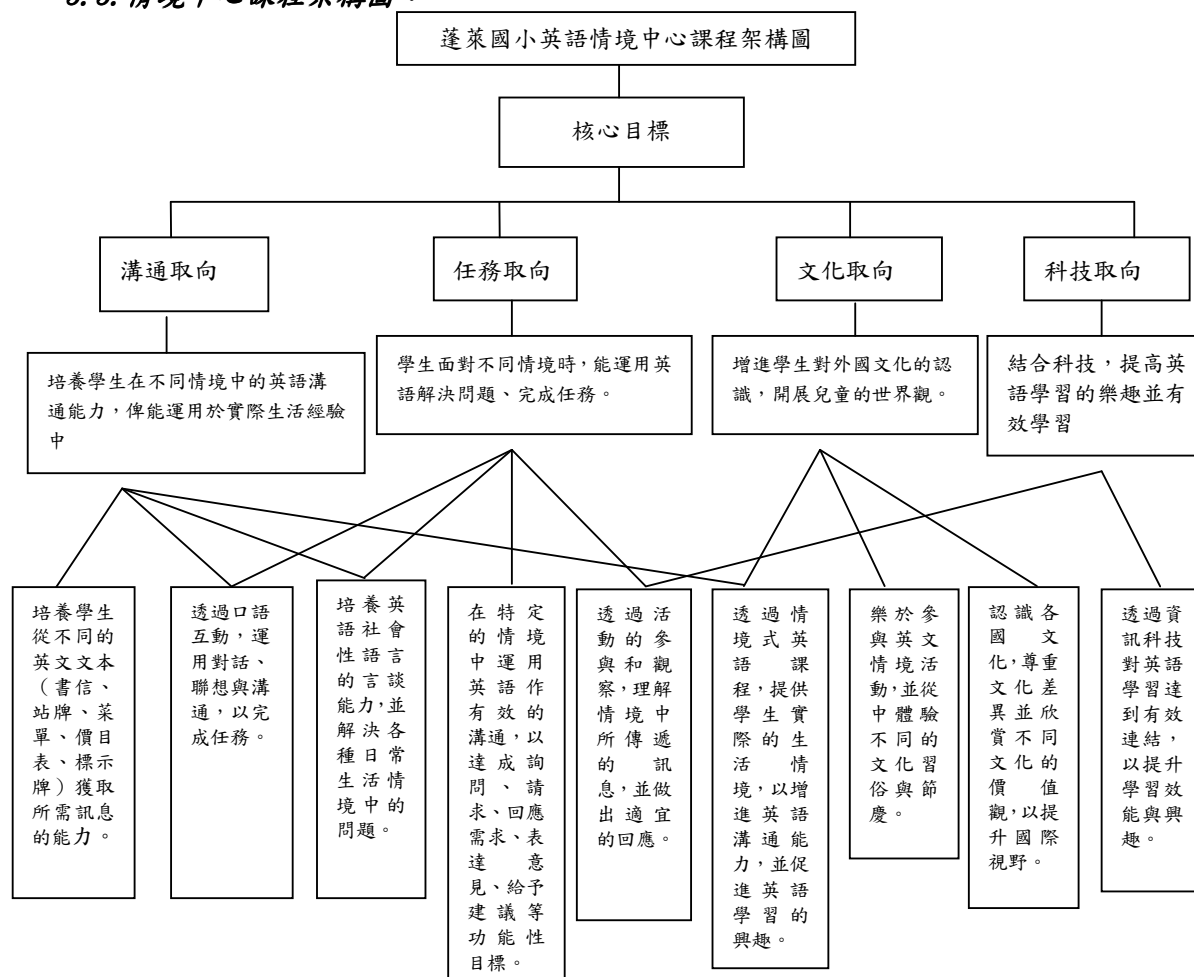 3.3.情境中心課程架構圖：
蓬萊國小英語情境中心課程架構圖
核心目標
溝通取向
任務取向
文化取向
科技取向
培養學生在不同情境中的英語溝
通能力，俾能運用於實際生活經驗
中
學生面對不同情境時，能運用英
語解決問題、完成任務。
增進學生對外國文化的認
識，開展兒童的世界觀。
結合科技，提高英
語學習的樂趣並有
效學習
培養學生
從不同的
英文文本
（書信、
站牌、菜
單、價目
表、標示
牌）獲取
所需訊息
的能力。
透過口語
互動，運
用對話、
聯想與溝
通，以完
成任務。
培養英
語社會
性語言
的言談
能力，並
解決各
種日常
生活情
境中的
問題。
在特定
的情境
中運用
英語作
有效的
溝通，以
達成詢
問、請
求、回應
需求、表
達意
見、給予
建議等
功能性
目標。
透過活
動的參
與和觀
察，理解
情境中
所傳遞
的訊
息，並做
出適宜
的回應。
透過情
境式英
語課
程，提供
學生實
際的生
活情
境，以增
進英語
溝通能
力，並促
進英語
學習的
興趣。
樂於參
與英文
情境活
動，並從
中體驗
不同的
文化習
俗與節
慶。
認識各
國文
化，尊重
文化差
異並欣
賞不同
文化的
價值
觀，以提
升國際
視野。
透過資
訊科技
對英語
學習達
到有效
連結，
以提升
學習效
能與興
趣。